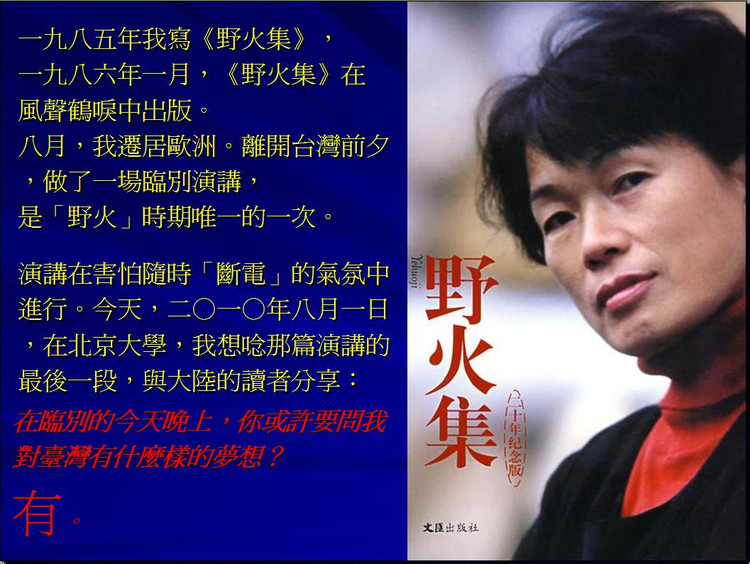 一九八五年我寫《野火集》，
一九八六年一月，《野火集》在
風聲鶴唳中出版。
八月，我遷居歐洲。離開台灣前夕
，做了一場臨別演講，
是「野火」時期唯一的一次。
演講在害怕隨時「斷電」的氣氛中
進行。今天，二〇一〇年八月一日
，在北京大學，我想唸那篇演講的
最後一段，與大陸的讀者分享：
在臨別的今天晚上，你或許要問我
對臺灣有什麼樣的夢想？
有。
野火集
Yehuoji
二十年纪念版
文匯出版社